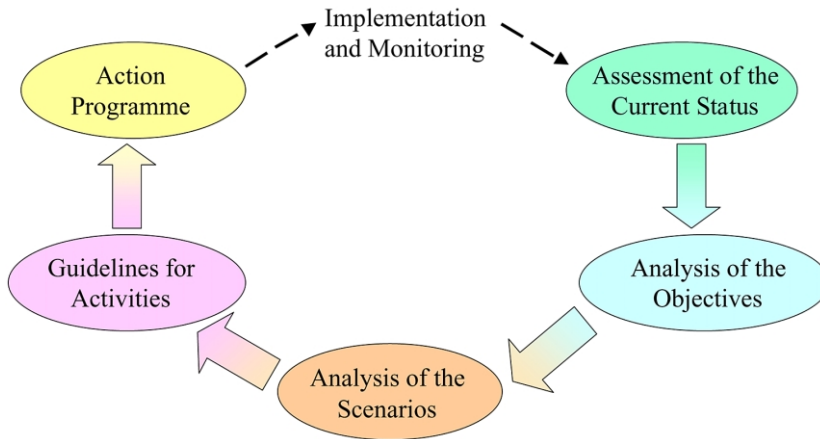 Implementation
and Monitoring
Action
Programme
Assessment of the
Current Status
Guidelines for
Activities
Analysis of the
Objectives
Analysis of the
Scenarios